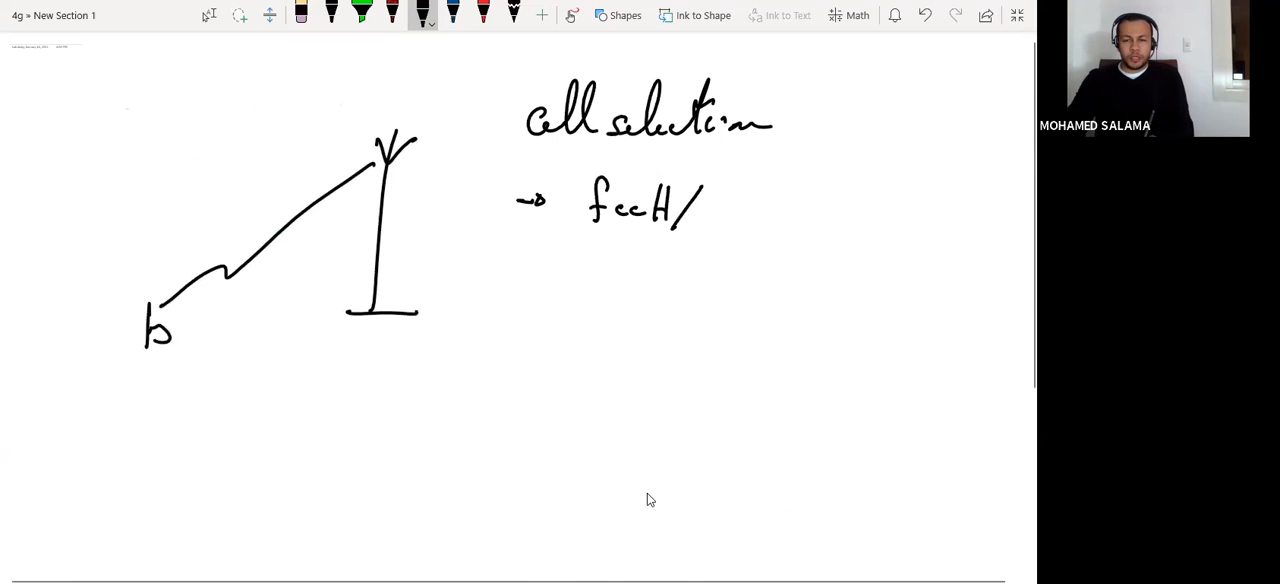 4g » New Section 1
Shapes
Ink to Shape
Ink to Text
Math
MOHAMED SALAMA
cell selection
→ fccH/
b